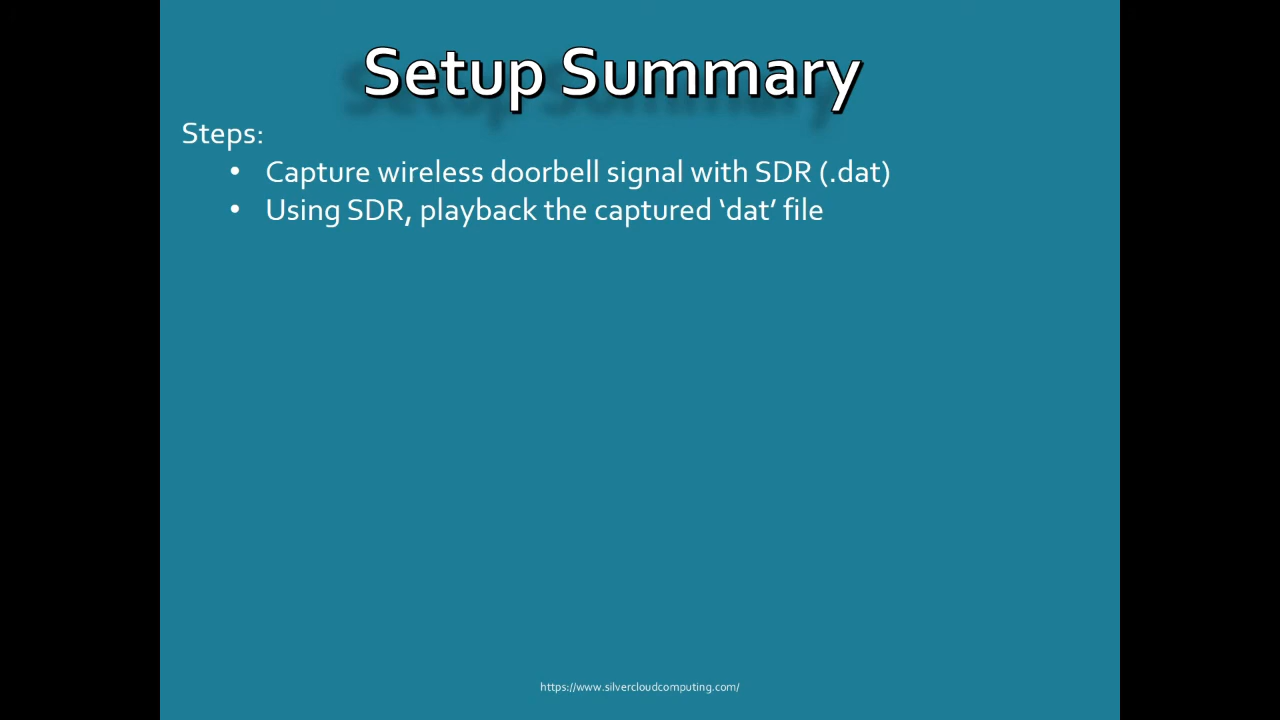 Setup Summary
Steps:
• Capture wireless doorbell signal with SDR (.dat)
• Using SDR, playback the captured ‘dat’ file
https://www.silvercloudcomputing.com/